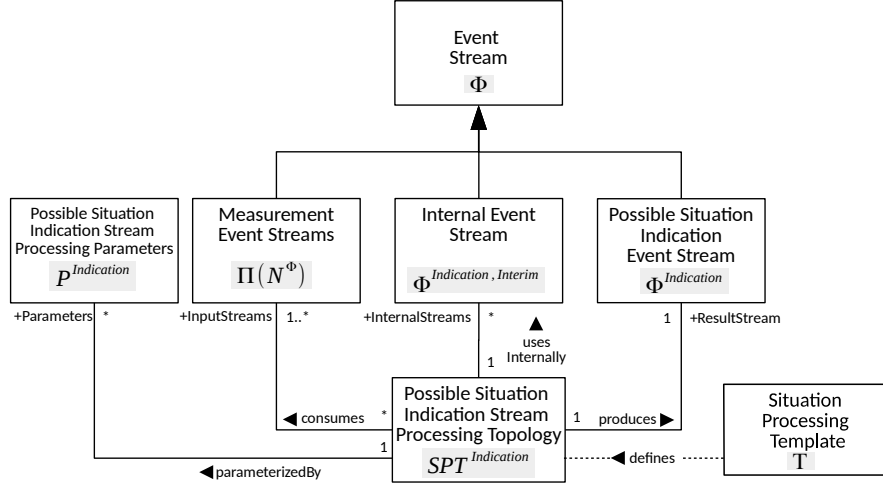 Event
Stream
Φ
Possible Situation
Indication Stream
Processing Parameters
P^Indication
Measurement
Event Streams
Π(N^Φ)
Internal Event
Stream
Φ^Indication , Interim
Possible Situation
Indication
Event Stream
Φ^Indication
+Parameters *
+InputStreams 1..*
+InternalStreams *
1 +ResultStream
uses
Internally
1
Possible Situation
Indication Stream
Processing Topology
SPT^Indication
consumes *
1 produces
1
parameterizedBy
defines
Situation
Processing
Template
T